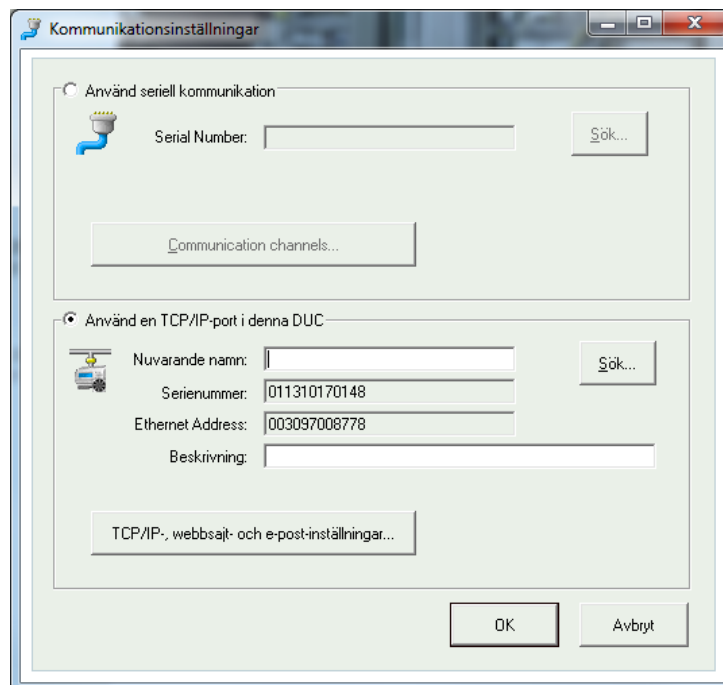 Kommunikationsinställningar
Använd seriell kommunikation
Serial Number:
Sök...
Communication channels...
Använd en TCP/IP-port i denna DUC
Nuvarande namn:
Sök...
Serienummer: 011310170148
Ethernet Address: 003097008778
Beskrivning:
TCP/IP-, webbsajt- och e-post-inställningar...
OK Avbryt